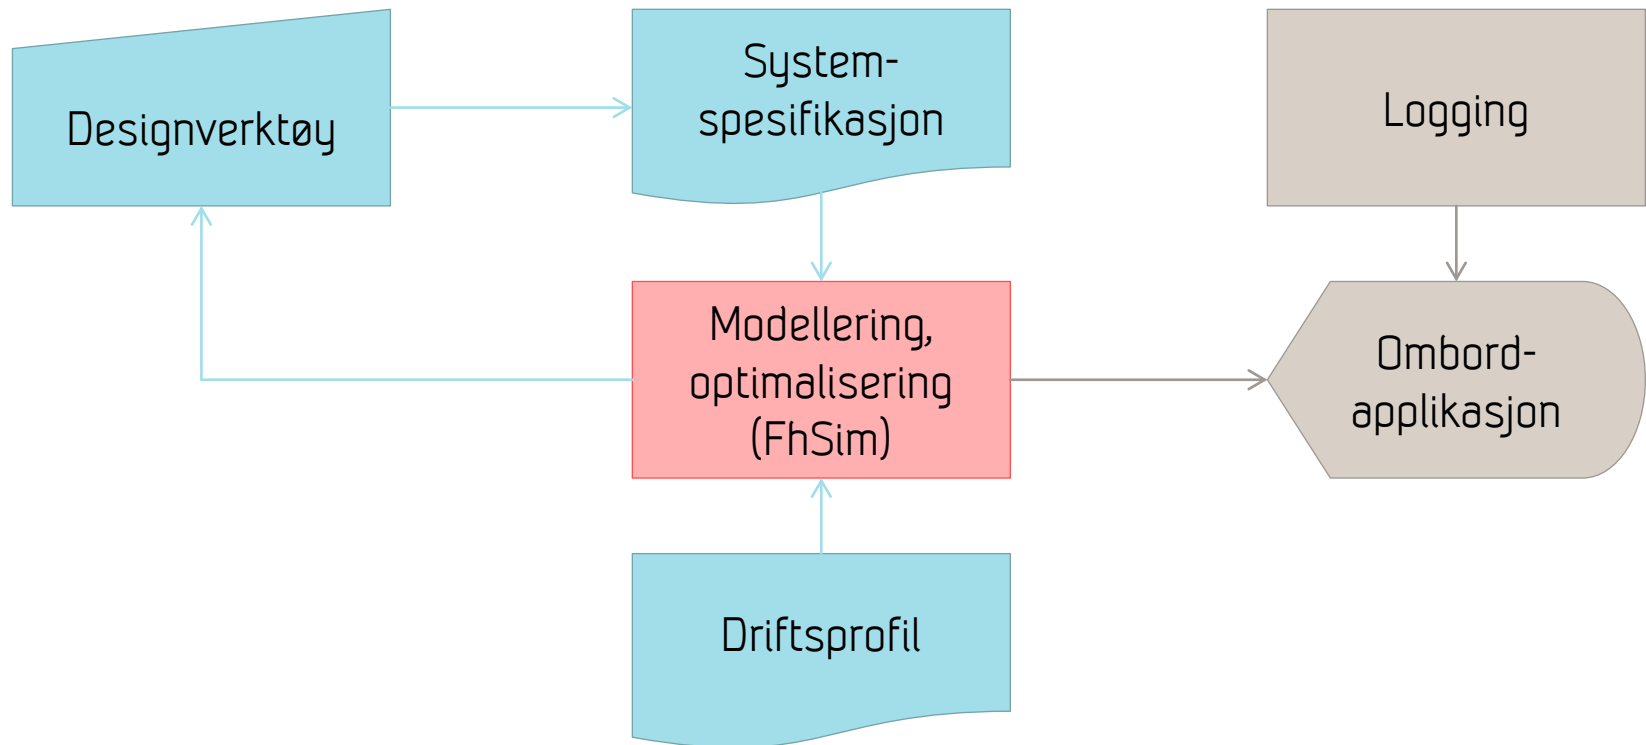 Designverktøy
System-
spesifikasjon
Logging
Modellering,
optimalisering
(FhSim)
Ombord-
applikasjon
Driftsprofil